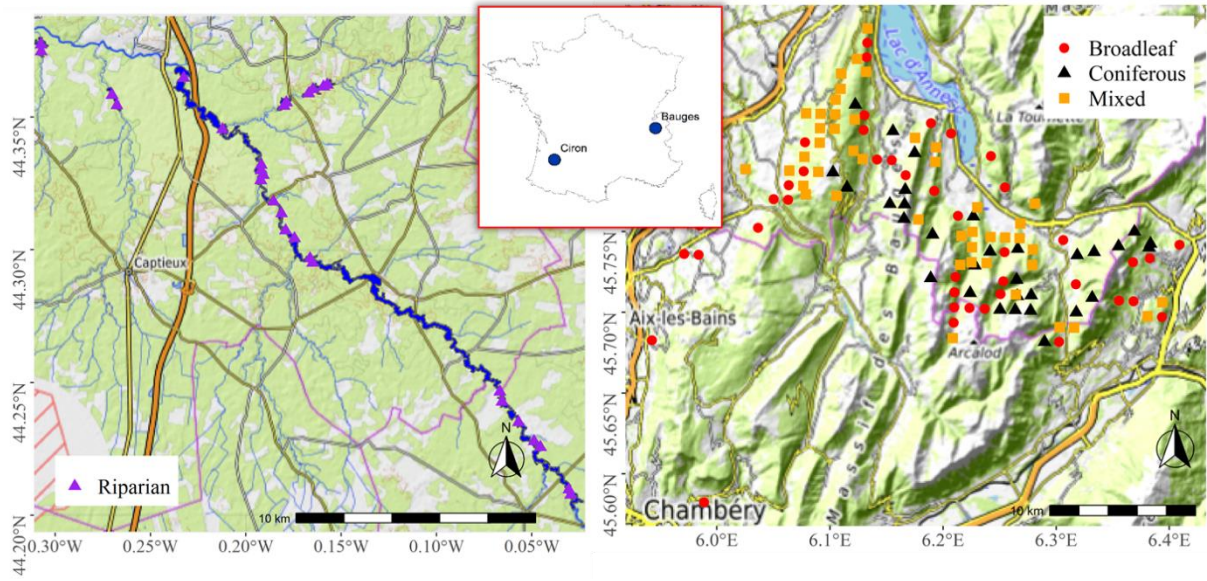 44.35°N
44.30°N
44.25°N
44.20°N
Captieux
N
Riparian
10 km
0.30°W
0.25°W
0.20°W
0.15°W
0.10°W
0.05°W
Bauges
Ciron
Lac d'Annecy
La Tournette
Broadleaf
Coniferous
Mixed
45.75°N
45.70°N
45.65°N
45.60°N
Aix-les-Bains
Massif des Bauges
Arcalod
Chambéry
N
10 km
6.0°E
6.1°E
6.2°E
6.3°E
6.4°E